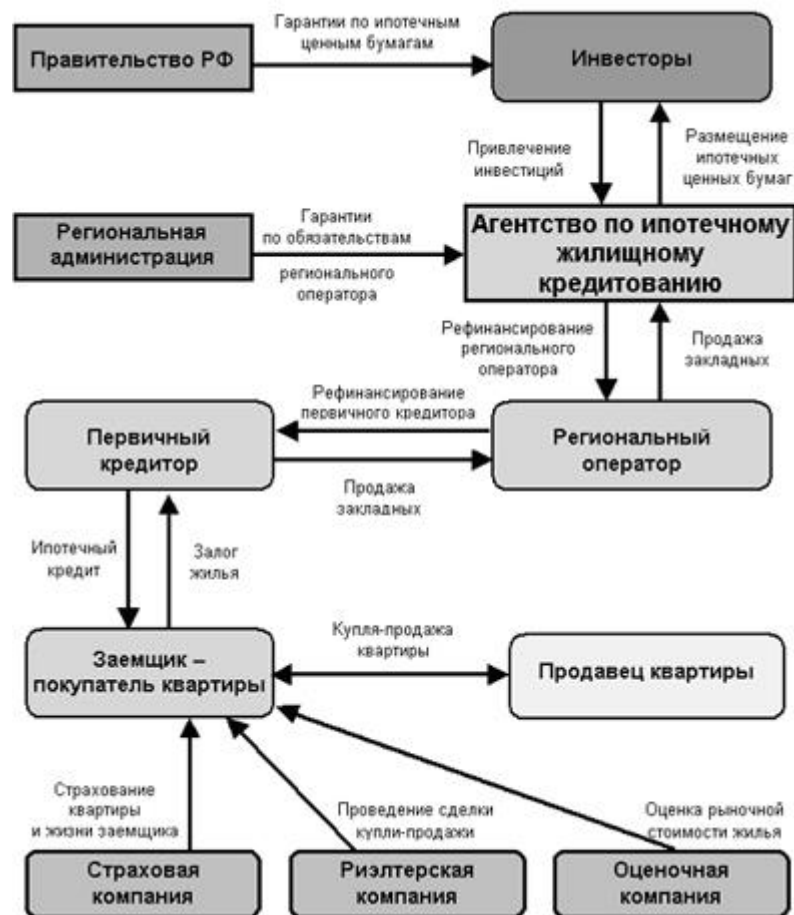 Гарантии по ипотечным
ценным бумагам
Правительство РФ
Инвесторы
Привлечение
инвестиций
Размещение
ипотечных
ценных бумаг
Региональная
администрация
Гарантии
по обязательствам
регионального
оператора
Агентство по ипотечному
жилищному
кредитованию
Рефинансирование
регионального
оператора
Продажа
закладных
Рефинансирование
первичного кредитора
Первичный
кредитор
Региональный
оператор
Продажа
закладных
Ипотечный
кредит
Залог
жилья
Заемщик –
покупатель квартиры
Купля-продажа
квартиры
Продавец квартиры
Страхование
квартиры
и жизни заемщика
Проведение сделки
купли-продажи
Оценка рыночной
стоимости жилья
Страховая
компания
Риэлтерская
компания
Оценочная
компания